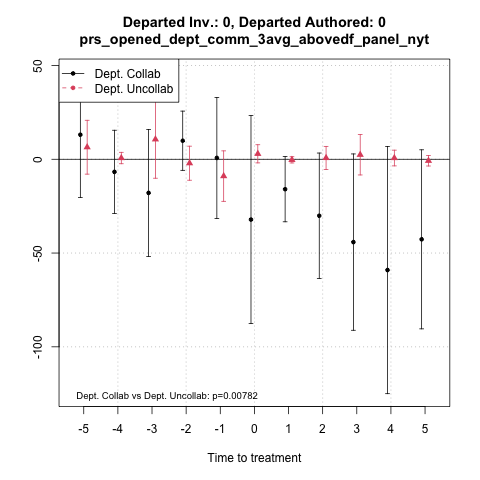 Departed Inv.: 0, Departed Authored: 0
prs_opened_dept_comm_3avg_abovedf_panel_nyt
50
0
-50
-100
Dept. Collab
Dept. Uncollab
Dept. Collab vs Dept. Uncollab: p=0.00782
-5 -4 -3 -2 -1 0 1 2 3 4 5
Time to treatment